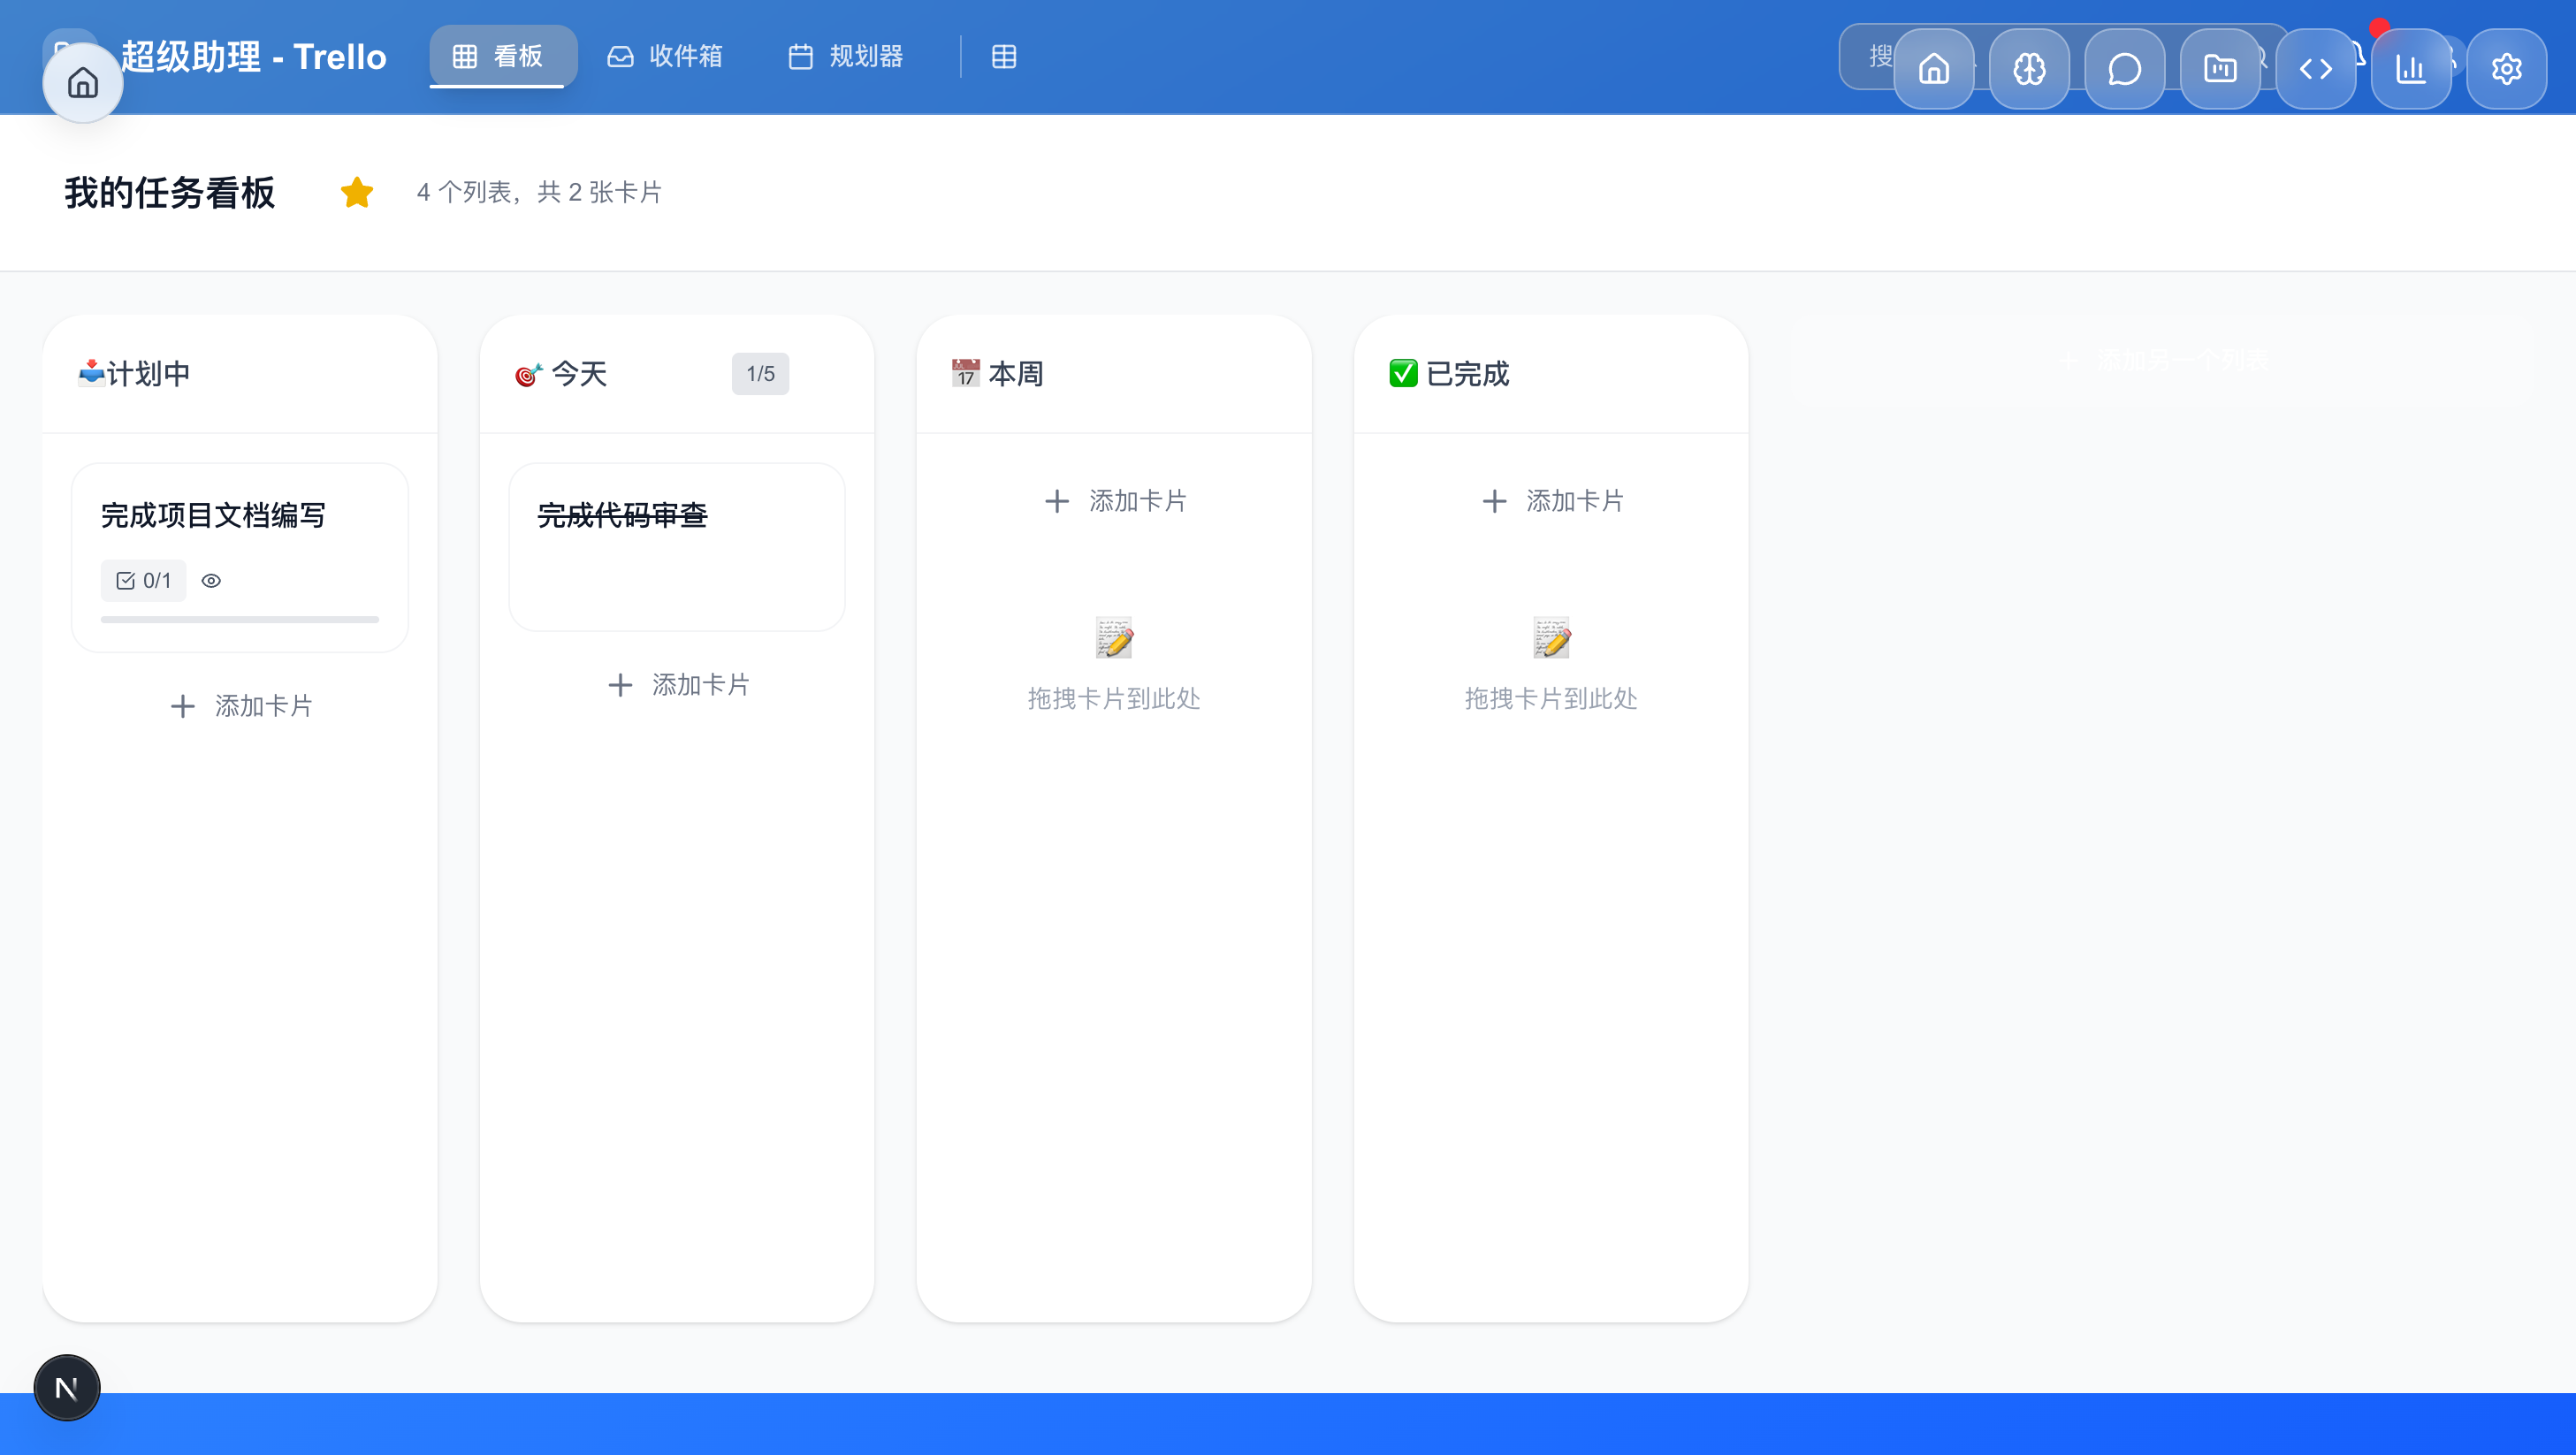 超级助理 - Trello
看板
收件箱
规划器
搜
我的任务看板
4 个列表，共 2 张卡片
📥计划中
完成项目文档编写
0/1
+ 添加卡片
🎯 今天
1/5
完成代码审查
+ 添加卡片
📅 本周
+ 添加卡片
📝
拖拽卡片到此处
✅ 已完成
+ 添加卡片
📝
拖拽卡片到此处
+ 添加另一个列表
N